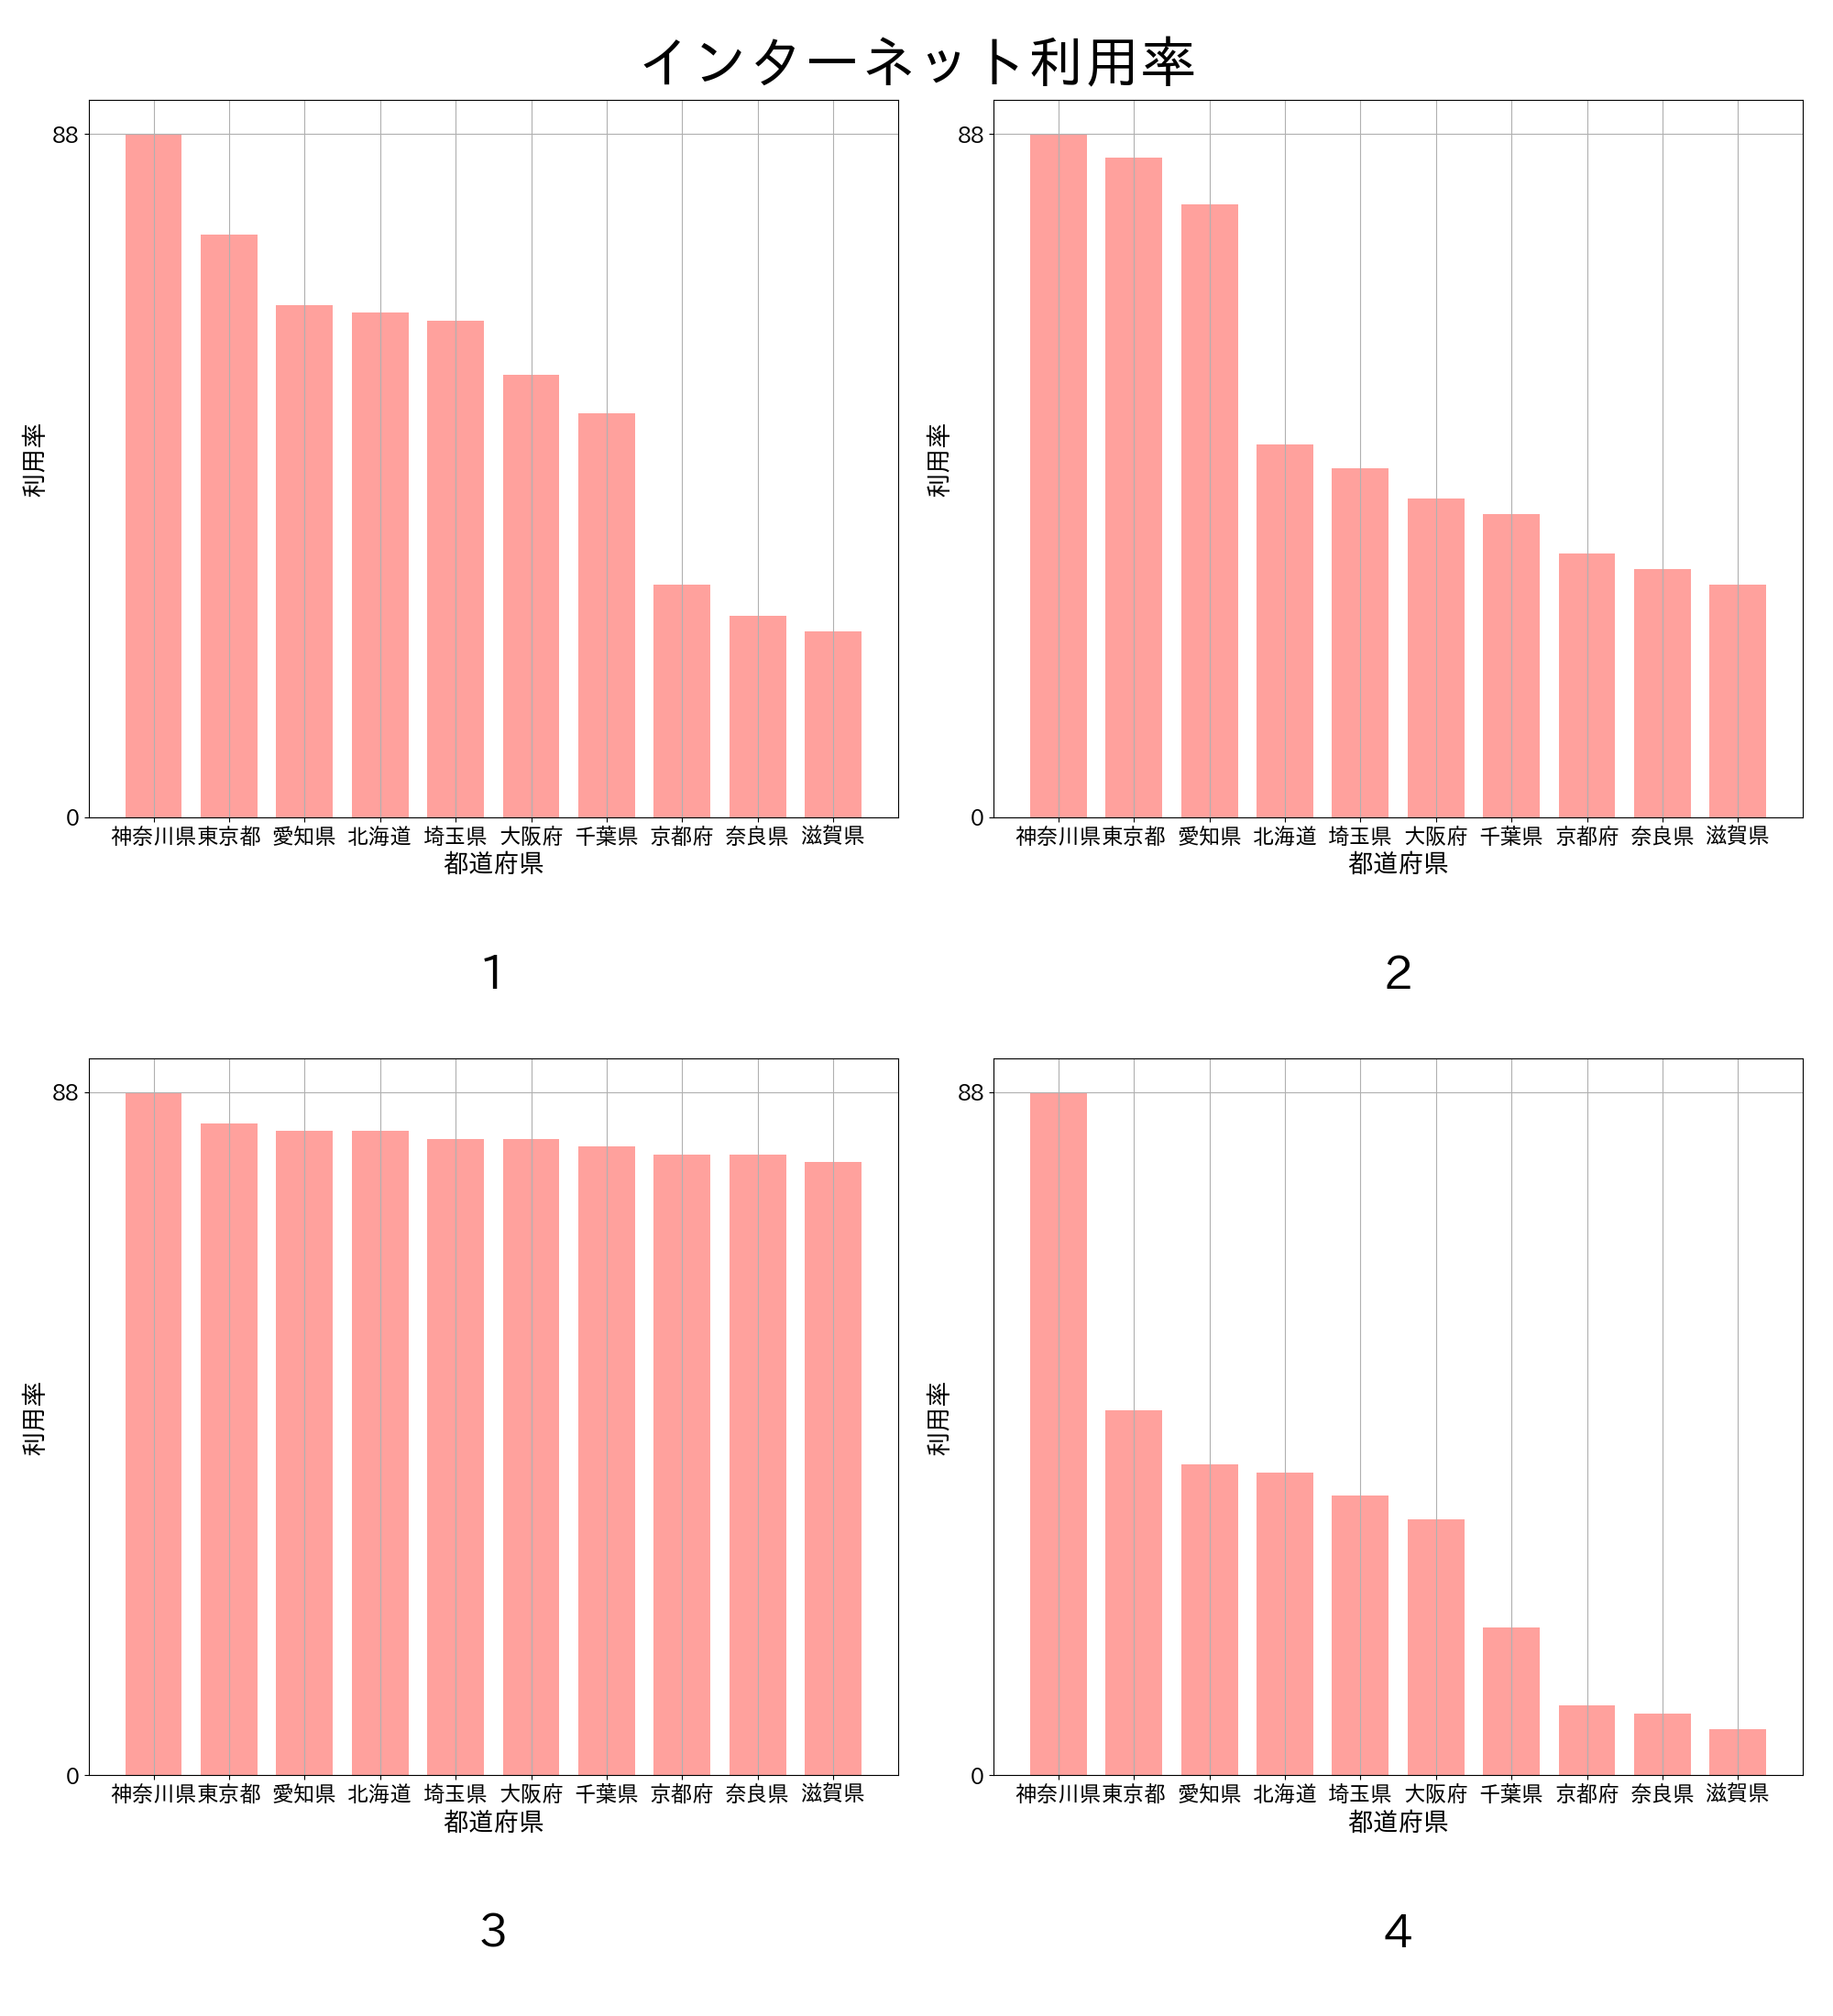 インターネット利用率
88
0
利用率
神奈川県 東京都 愛知県 北海道 埼玉県 大阪府 千葉県 京都府 奈良県 滋賀県
都道府県
1
88
0
利用率
神奈川県 東京都 愛知県 北海道 埼玉県 大阪府 千葉県 京都府 奈良県 滋賀県
都道府県
2
88
0
利用率
神奈川県 東京都 愛知県 北海道 埼玉県 大阪府 千葉県 京都府 奈良県 滋賀県
都道府県
3
88
0
利用率
神奈川県 東京都 愛知県 北海道 埼玉県 大阪府 千葉県 京都府 奈良県 滋賀県
都道府県
4